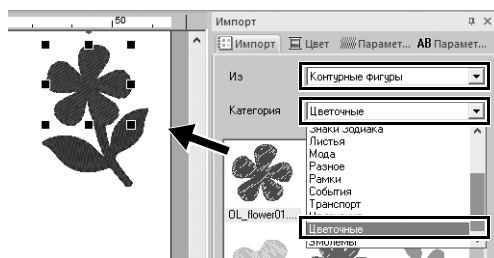 50
Импорт
Импорт Цвет Парамет... AB Парамет...
Из Контурные фигуры
Категория Цветочные
Знаки Зодиака
Листья
Мода
Разное
Рамки
События
Транспорт
Цветочные
Эмблемы
OL_flower01....